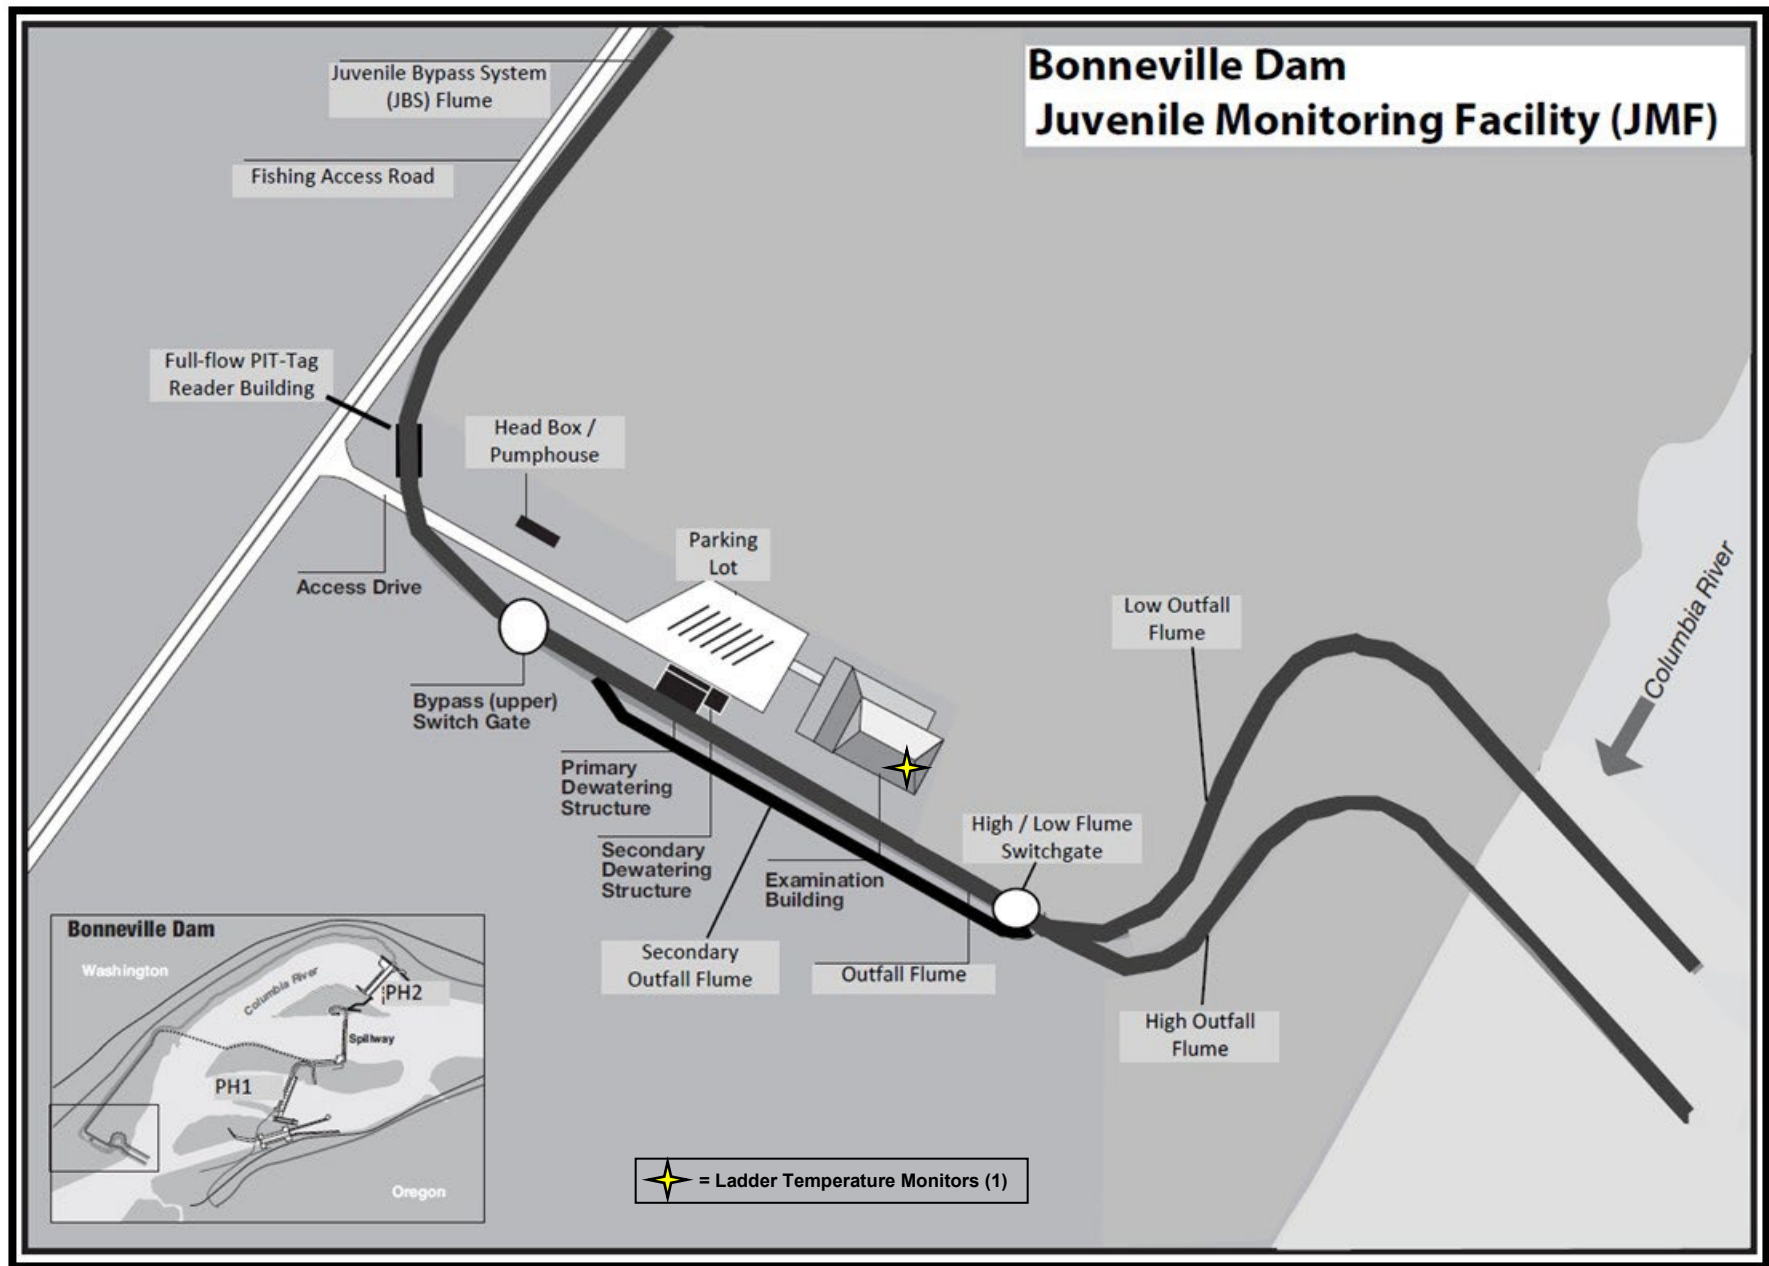 Bonneville Dam
Juvenile Monitoring Facility (JMF)
Juvenile Bypass System
(JBS) Flume
Fishing Access Road
Full-flow PIT-Tag
Reader Building
Head Box /
Pumphouse
Parking
Lot
Access Drive
Low Outfall
Flume
Columbia River
Bypass (upper)
Switch Gate
Primary
Dewatering
Structure
Secondary
Dewatering
Structure
Examination
Building
High / Low Flume
Switchgate
Secondary
Outfall Flume
Outfall Flume
High Outfall
Flume
Bonneville Dam
Washington
Columbia River
PH2
Spillway
PH1
Oregon
= Ladder Temperature Monitors (1)